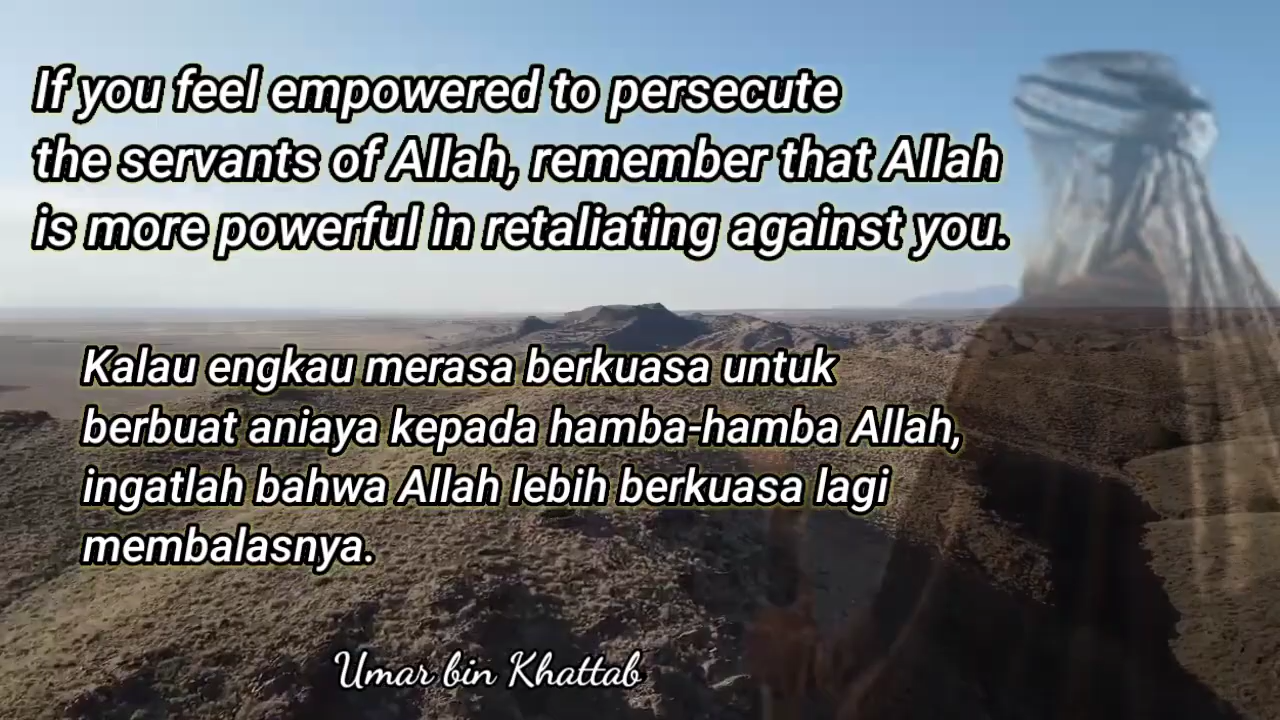 If you feel empowered to persecute
the servants of Allah, remember that Allah
is more powerful in retaliating against you.
Kalau engkau merasa berkuasa untuk
berbuat aniaya kepada hamba-hamba Allah,
ingatlah bahwa Allah lebih berkuasa lagi
membalasnya.
Umar bin Khattab